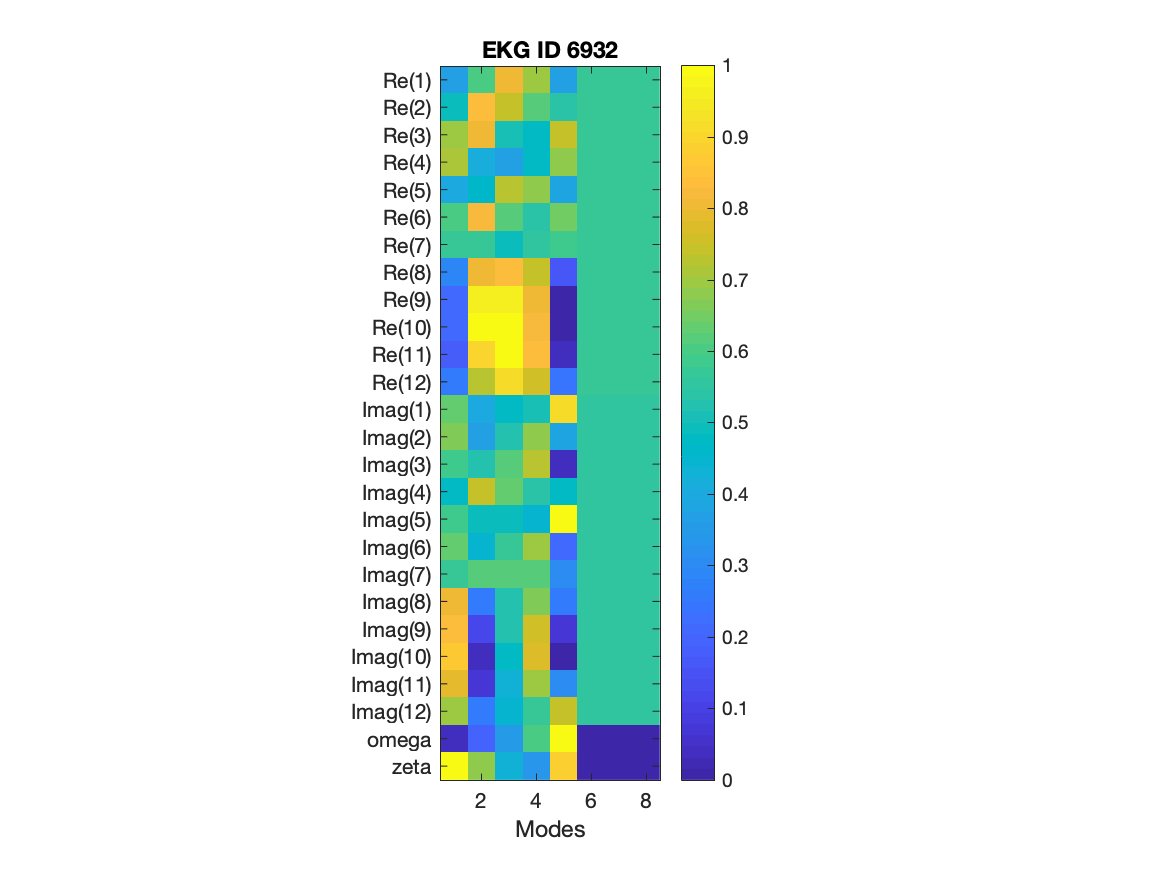 EKG ID 6932
Re(1)
Re(2)
Re(3)
Re(4)
Re(5)
Re(6)
Re(7)
Re(8)
Re(9)
Re(10)
Re(11)
Re(12)
Imag(1)
Imag(2)
Imag(3)
Imag(4)
Imag(5)
Imag(6)
Imag(7)
Imag(8)
Imag(9)
Imag(10)
Imag(11)
Imag(12)
omega
zeta
2 4 6 8
Modes
1
0.9
0.8
0.7
0.6
0.5
0.4
0.3
0.2
0.1
0